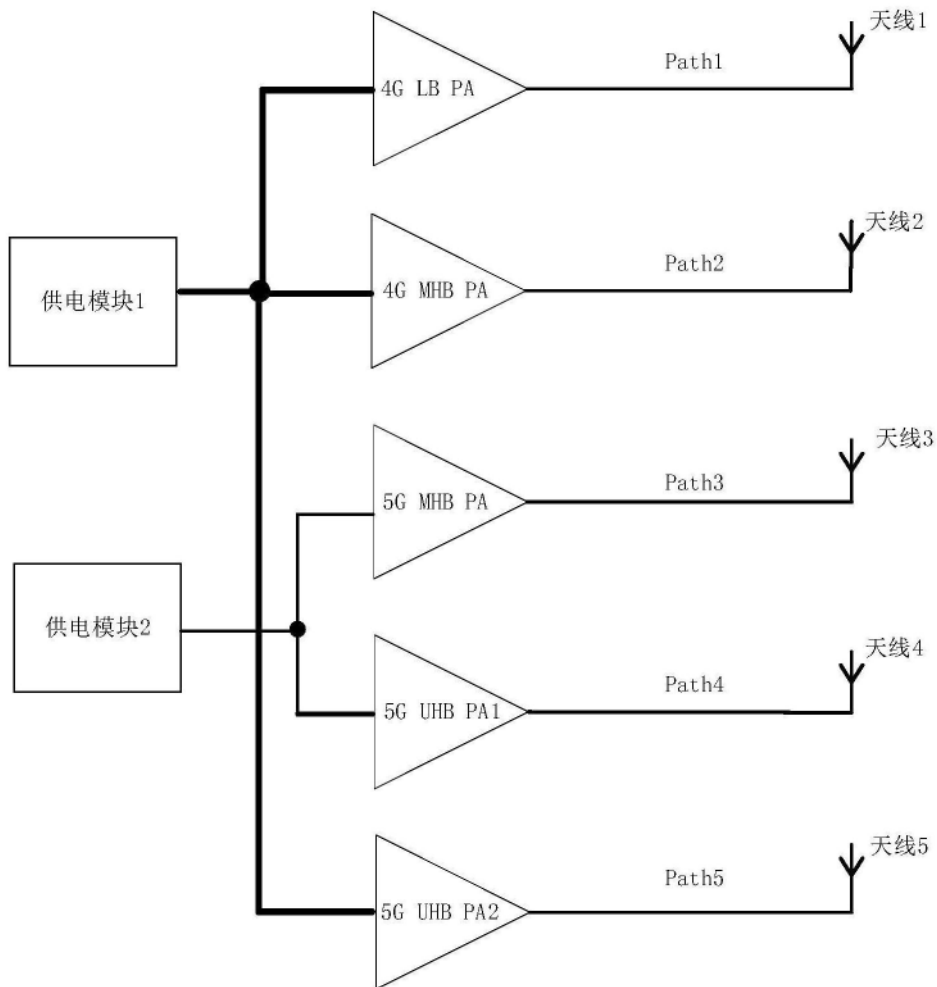 天线1
Path1
4G LB PA
天线2
Path2
4G MHB PA
供电模块1
天线3
Path3
5G MHB PA
供电模块2
天线4
Path4
5G UHB PA1
天线5
Path5
5G UHB PA2